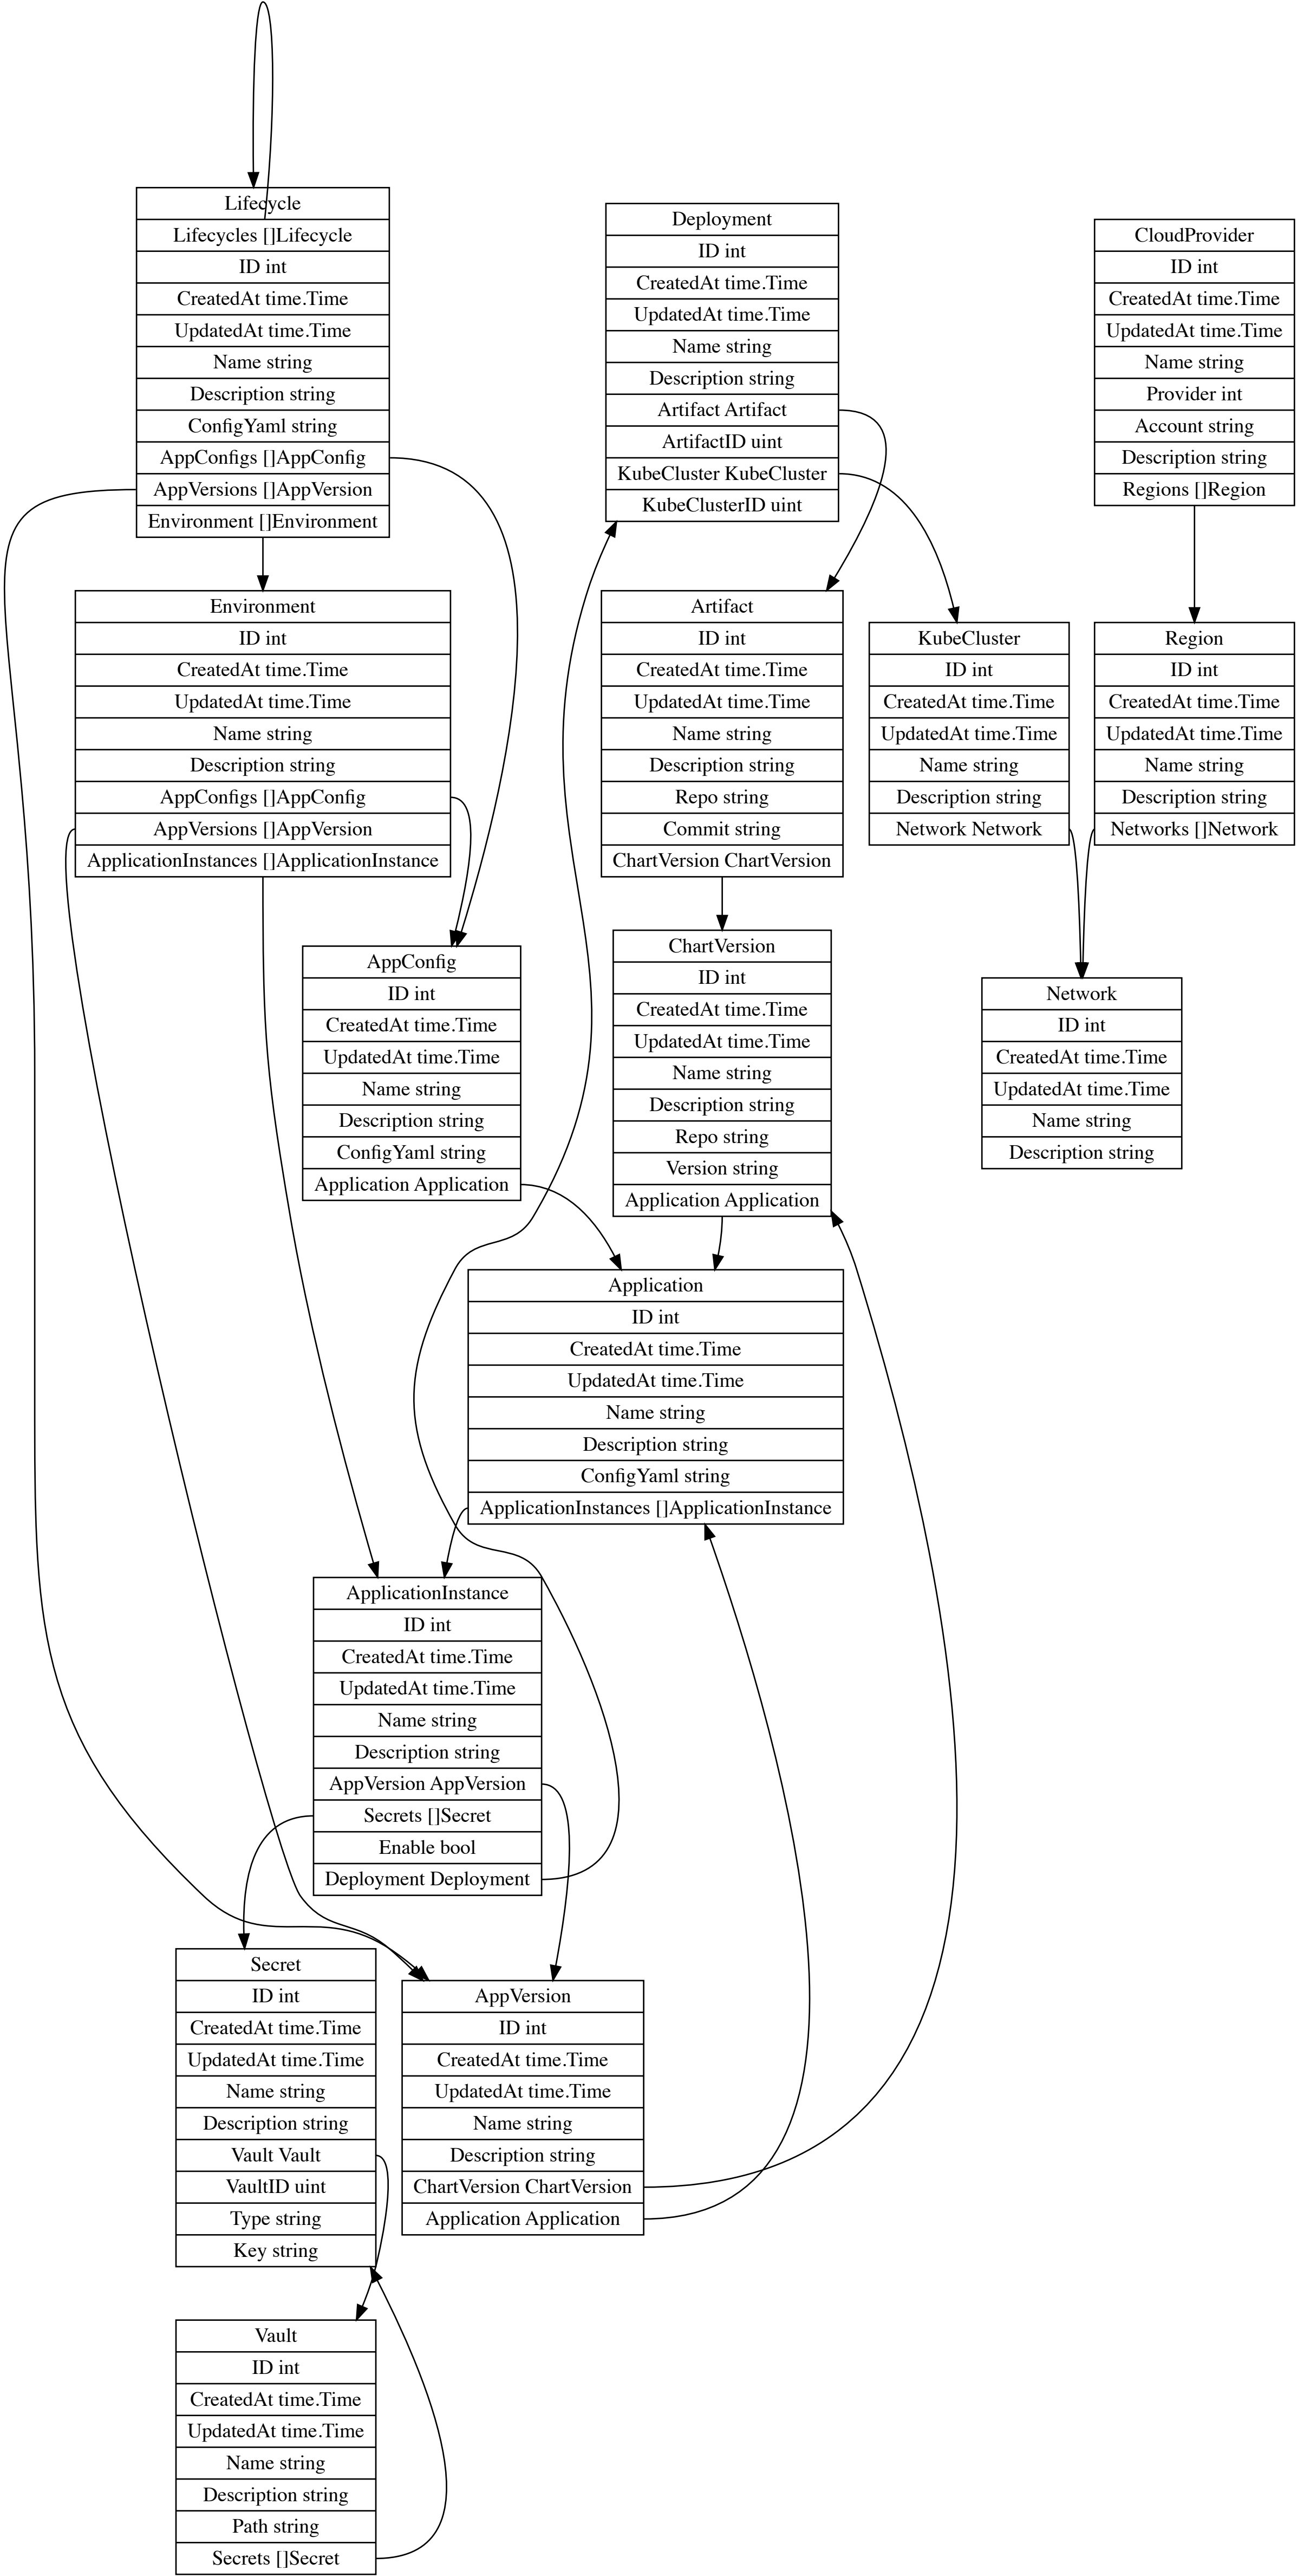 Lifecycle
Lifecycles []Lifecycle
ID int
CreatedAt time.Time
UpdatedAt time.Time
Name string
Description string
ConfigYaml string
AppConfigs []AppConfig
AppVersions []AppVersion
Environment []Environment
Deployment
ID int
CreatedAt time.Time
UpdatedAt time.Time
Name string
Description string
Artifact Artifact
ArtifactID uint
KubeCluster KubeCluster
KubeClusterID uint
CloudProvider
ID int
CreatedAt time.Time
UpdatedAt time.Time
Name string
Provider int
Account string
Description string
Regions []Region
Environment
ID int
CreatedAt time.Time
UpdatedAt time.Time
Name string
Description string
AppConfigs []AppConfig
AppVersions []AppVersion
ApplicationInstances []ApplicationInstance
Artifact
ID int
CreatedAt time.Time
UpdatedAt time.Time
Name string
Description string
Repo string
Commit string
ChartVersion ChartVersion
KubeCluster
ID int
CreatedAt time.Time
UpdatedAt time.Time
Name string
Description string
Network Network
Region
ID int
CreatedAt time.Time
UpdatedAt time.Time
Name string
Description string
Networks []Network
AppConfig
ID int
CreatedAt time.Time
UpdatedAt time.Time
Name string
Description string
ConfigYaml string
Application Application
ChartVersion
ID int
CreatedAt time.Time
UpdatedAt time.Time
Name string
Description string
Repo string
Version string
Application Application
Network
ID int
CreatedAt time.Time
UpdatedAt time.Time
Name string
Description string
Application
ID int
CreatedAt time.Time
UpdatedAt time.Time
Name string
Description string
ConfigYaml string
ApplicationInstances []ApplicationInstance
ApplicationInstance
ID int
CreatedAt time.Time
UpdatedAt time.Time
Name string
Description string
AppVersion AppVersion
Secrets []Secret
Enable bool
Deployment Deployment
Secret
ID int
CreatedAt time.Time
UpdatedAt time.Time
Name string
Description string
Vault Vault
VaultID uint
Type string
Key string
AppVersion
ID int
CreatedAt time.Time
UpdatedAt time.Time
Name string
Description string
ChartVersion ChartVersion
Application Application
Vault
ID int
CreatedAt time.Time
UpdatedAt time.Time
Name string
Description string
Path string
Secrets []Secret